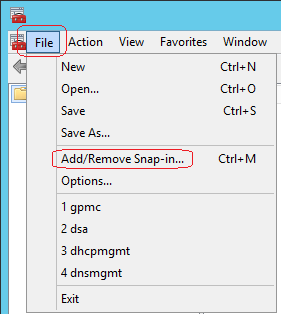 File Action View Favorites Window
New Ctrl+N
Open... Ctrl+O
Save Ctrl+S
Save As...
Add/Remove Snap-in... Ctrl+M
Options...
1 gpmc
2 dsa
3 dhcpmgmt
4 dnsmgmt
Exit